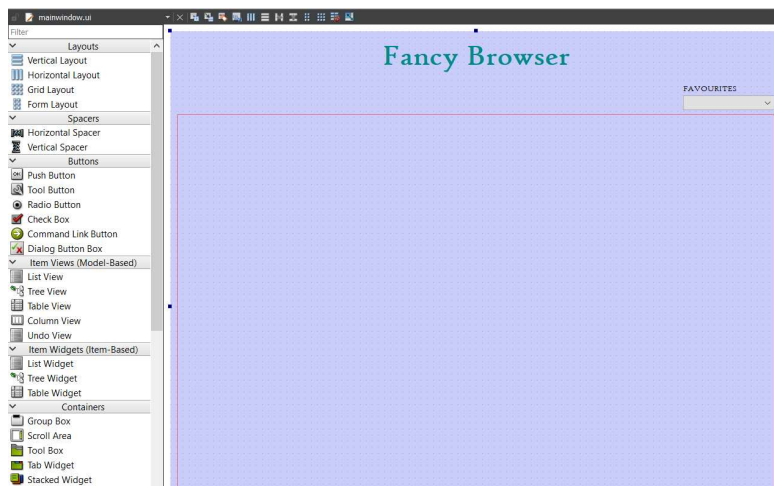 mainwindow.ui
Filter
Layouts
Vertical Layout
Horizontal Layout
Grid Layout
Form Layout
Spacers
Horizontal Spacer
Vertical Spacer
Buttons
Push Button
Tool Button
Radio Button
Check Box
Command Link Button
Dialog Button Box
Item Views (Model-Based)
List View
Tree View
Table View
Column View
Undo View
Item Widgets (Item-Based)
List Widget
Tree Widget
Table Widget
Containers
Group Box
Scroll Area
Tool Box
Tab Widget
Stacked Widget
Fancy Browser
FAVOURITES